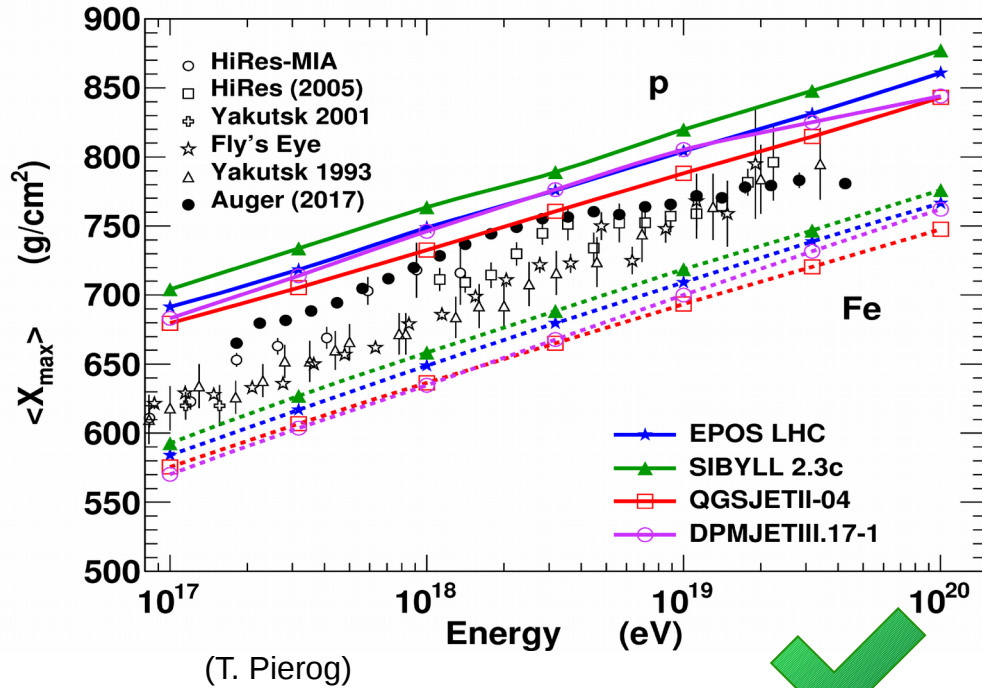 900
850
800
750
700
650
600
550
500
<X_max> (g/cm²)
HiRes-MIA
HiRes (2005)
Yakutsk 2001
Fly's Eye
Yakutsk 1993
Auger (2017)
p
Fe
EPOS LHC
SIBYLL 2.3c
QGSJETII-04
DPMJETIII.17-1
10¹⁷ 10¹⁸ 10¹⁹ 10²⁰
Energy (eV)
(T. Pierog)